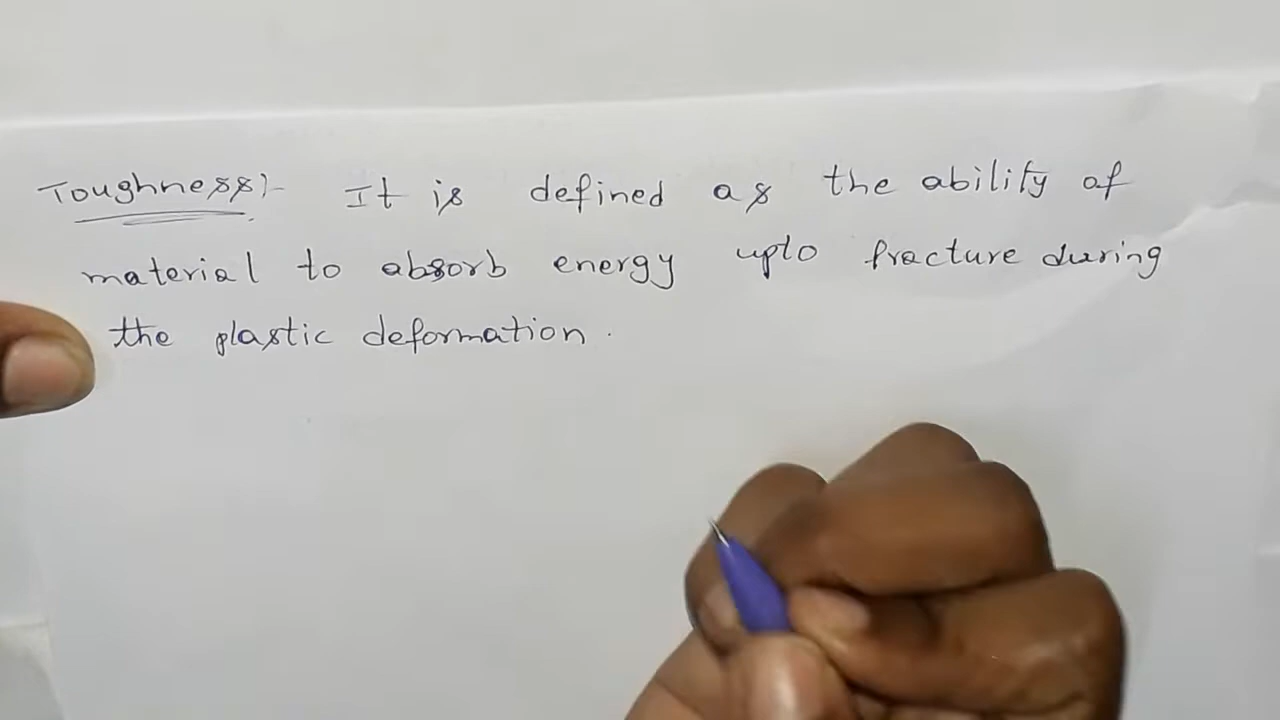 Toughness:- It is defined as the ability of
material to absorb energy upto fracture during
the plastic deformation.